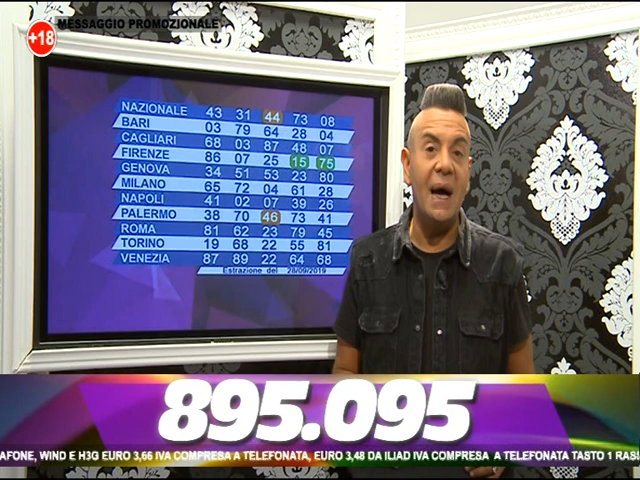 MESSAGGIO PROMOZIONALE
+18
NAZIONALE 43 31 44 73 08
BARI 03 79 64 28 04
CAGLIARI 68 03 87 48 07
FIRENZE 86 07 25 15 75
GENOVA 34 51 53 23 80
MILANO 65 72 04 61 28
NAPOLI 41 02 07 39 26
PALERMO 38 70 46 73 41
ROMA 81 62 23 79 45
TORINO 19 68 22 55 81
VENEZIA 87 89 22 64 68
Estrazione del 28/09/2019
895.095
AFONE, WIND E H3G EURO 3,66 IVA COMPRESA A TELEFONATA, EURO 3,48 DA ILIAD IVA COMPRESA A TELEFONATA TASTO 1 RASS